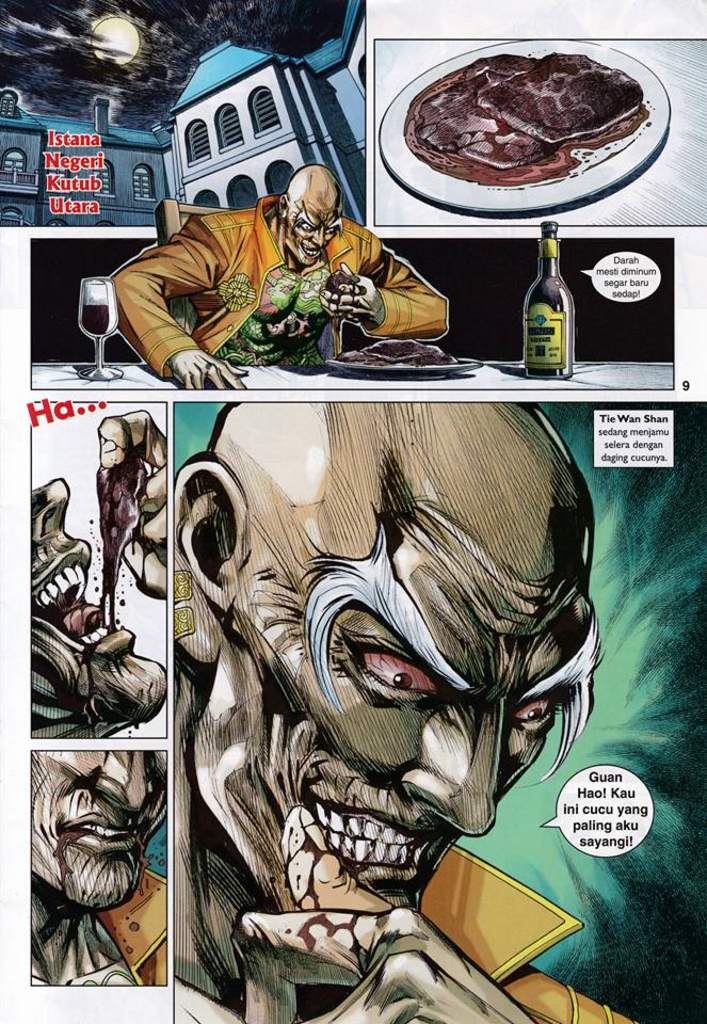 Istana
Negeri
Kutub
Utara
Darah
mesti diminum
segar baru
sedap!
9
Ha...
Tie Wan Shan
sedang menjamu
selera dengan
daging cucunya.
Guan
Hao! Kau
ini cucu yang
paling aku
sayangi!